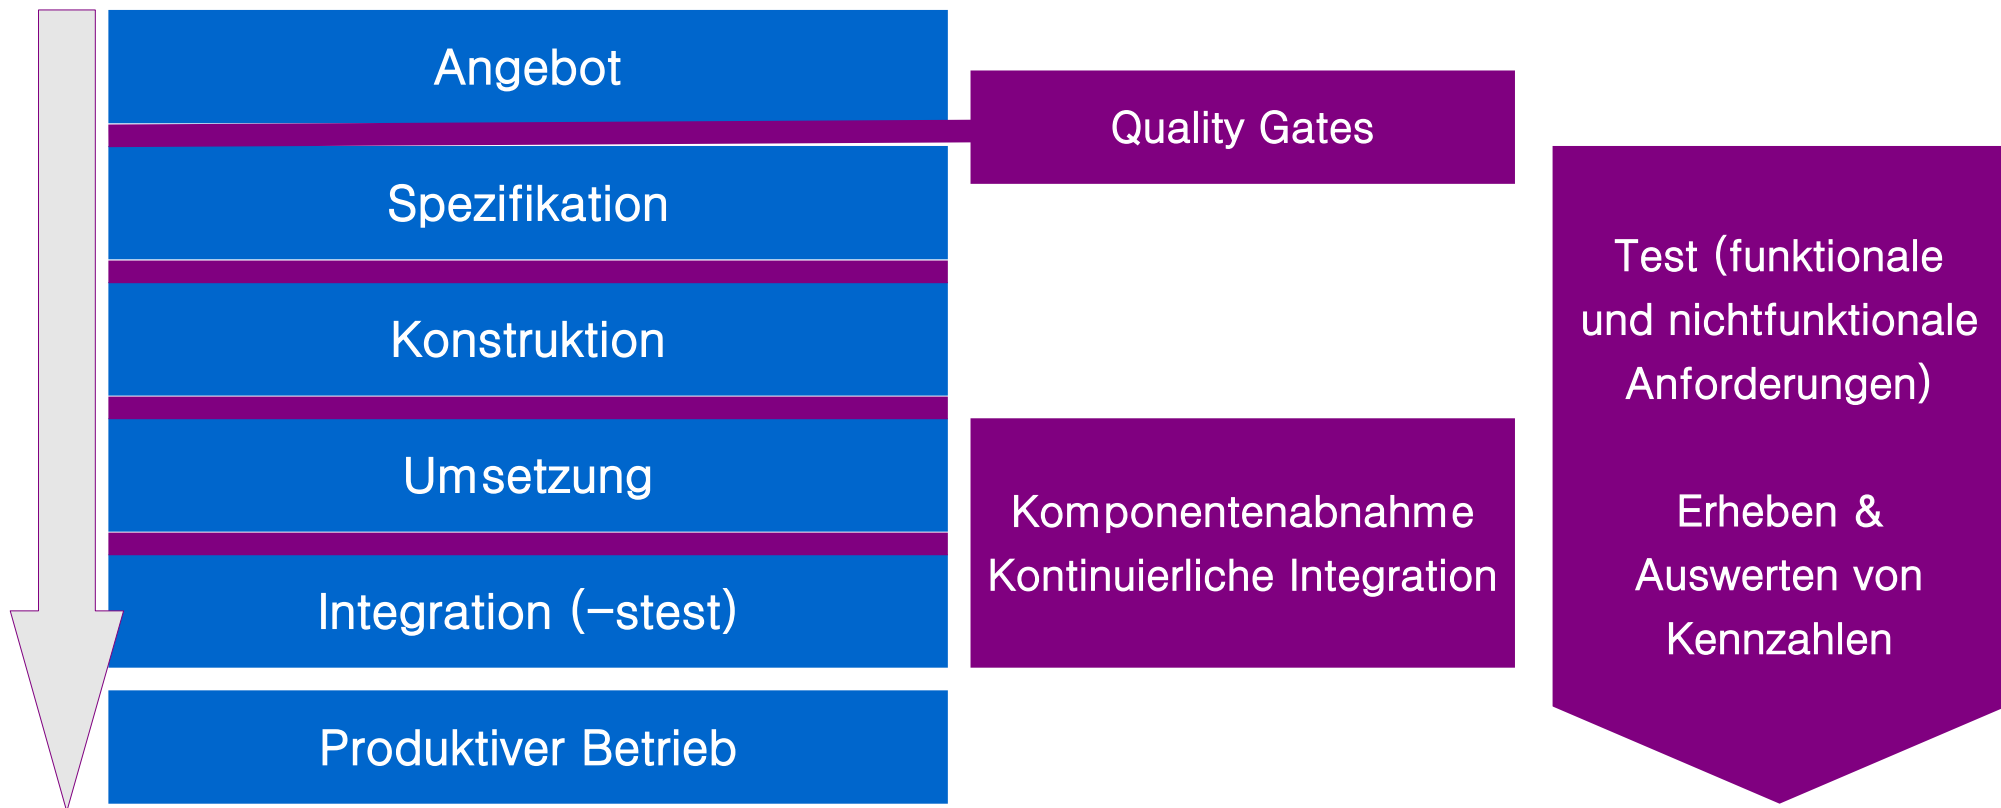 Angebot
Quality Gates
Spezifikation
Konstruktion
Umsetzung
Integration (–stest)
Produktiver Betrieb
Komponentenabnahme
Kontinuierliche Integration
Test (funktionale
und nichtfunktionale
Anforderungen)
Erheben &
Auswerten von
Kennzahlen